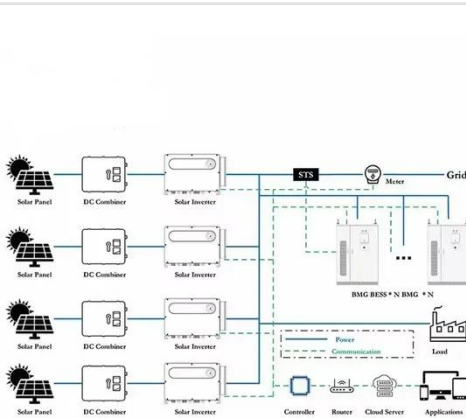 STS
Meter
Grid
Solar Panel DC Combiner Solar Inverter
Solar Panel DC Combiner Solar Inverter
BMG BESS * N BMG * N
Solar Panel DC Combiner Solar Inverter
Power
Communication
Load
Solar Panel DC Combiner Solar Inverter
Controller Router Cloud Server Applications